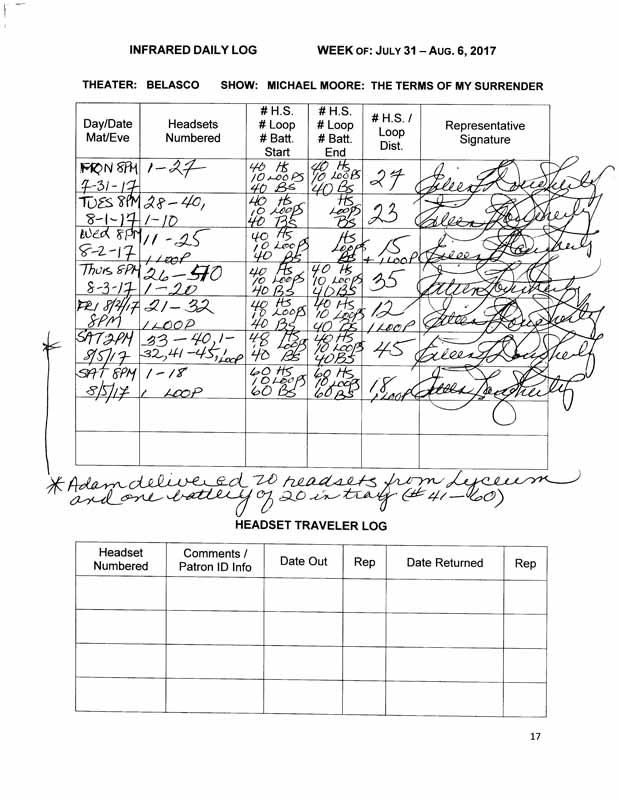 INFRARED DAILY LOG WEEK OF: JULY 31 – AUG. 6, 2017
THEATER: BELASCO SHOW: MICHAEL MOORE: THE TERMS OF MY SURRENDER
Day/Date Mat/Eve
Headsets Numbered
# H.S. # Loop # Batt. Start
# H.S. # Loop # Batt. End
# H.S. / Loop Dist.
Representative Signature
MON 8PM 1-27 40 HS 40 HS
10 LOOPS 10 LOOPS 27 Eileen Dougherty
7-31-17 40 BS 40 BS
TUES 8PM 28-40, 40 HS HS
10 LOOPS LOOPS 23 Eileen Dougherty
8-1-17 1-10 40 BS BS
Wed 8PM 11-25 40 HS HS
10 LOOPS LOOPS 15 Eileen Dougherty
8-2-17 1 LOOP 40 BS BS + 1 LOOP
Thurs 8PM 26-40 40 HS 40 HS
10 LOOPS 10 LOOPS 35 Eileen Dougherty
8-3-17 1-20 40 BS 40 BS
FRI 8/4/17 21-32 40 HS 40 HS 12
10 LOOPS 10 LOOPS Eileen Dougherty
8PM 1 LOOP 40 BS 40 BS 1 LOOP
SAT 2PM 33-40, 1- 48 HS 40 HS
LOOPS 10 LOOPS 45 Eileen Dougherty
8/5/17 32, 41-45, 1 LOOP 40 BS 40 BS
SAT 8PM 1-18 60 HS 60 HS
10 LOOPS 10 LOOPS 18 Eileen Dougherty
8/5/17 1 LOOP 60 BS 60 BS 1 LOOP
* Adam delivered 20 headsets from Lyceum
and one battery of 20 in tray (#41-60)
HEADSET TRAVELER LOG
Headset Numbered
Comments / Patron ID Info
Date Out
Rep
Date Returned
Rep
17